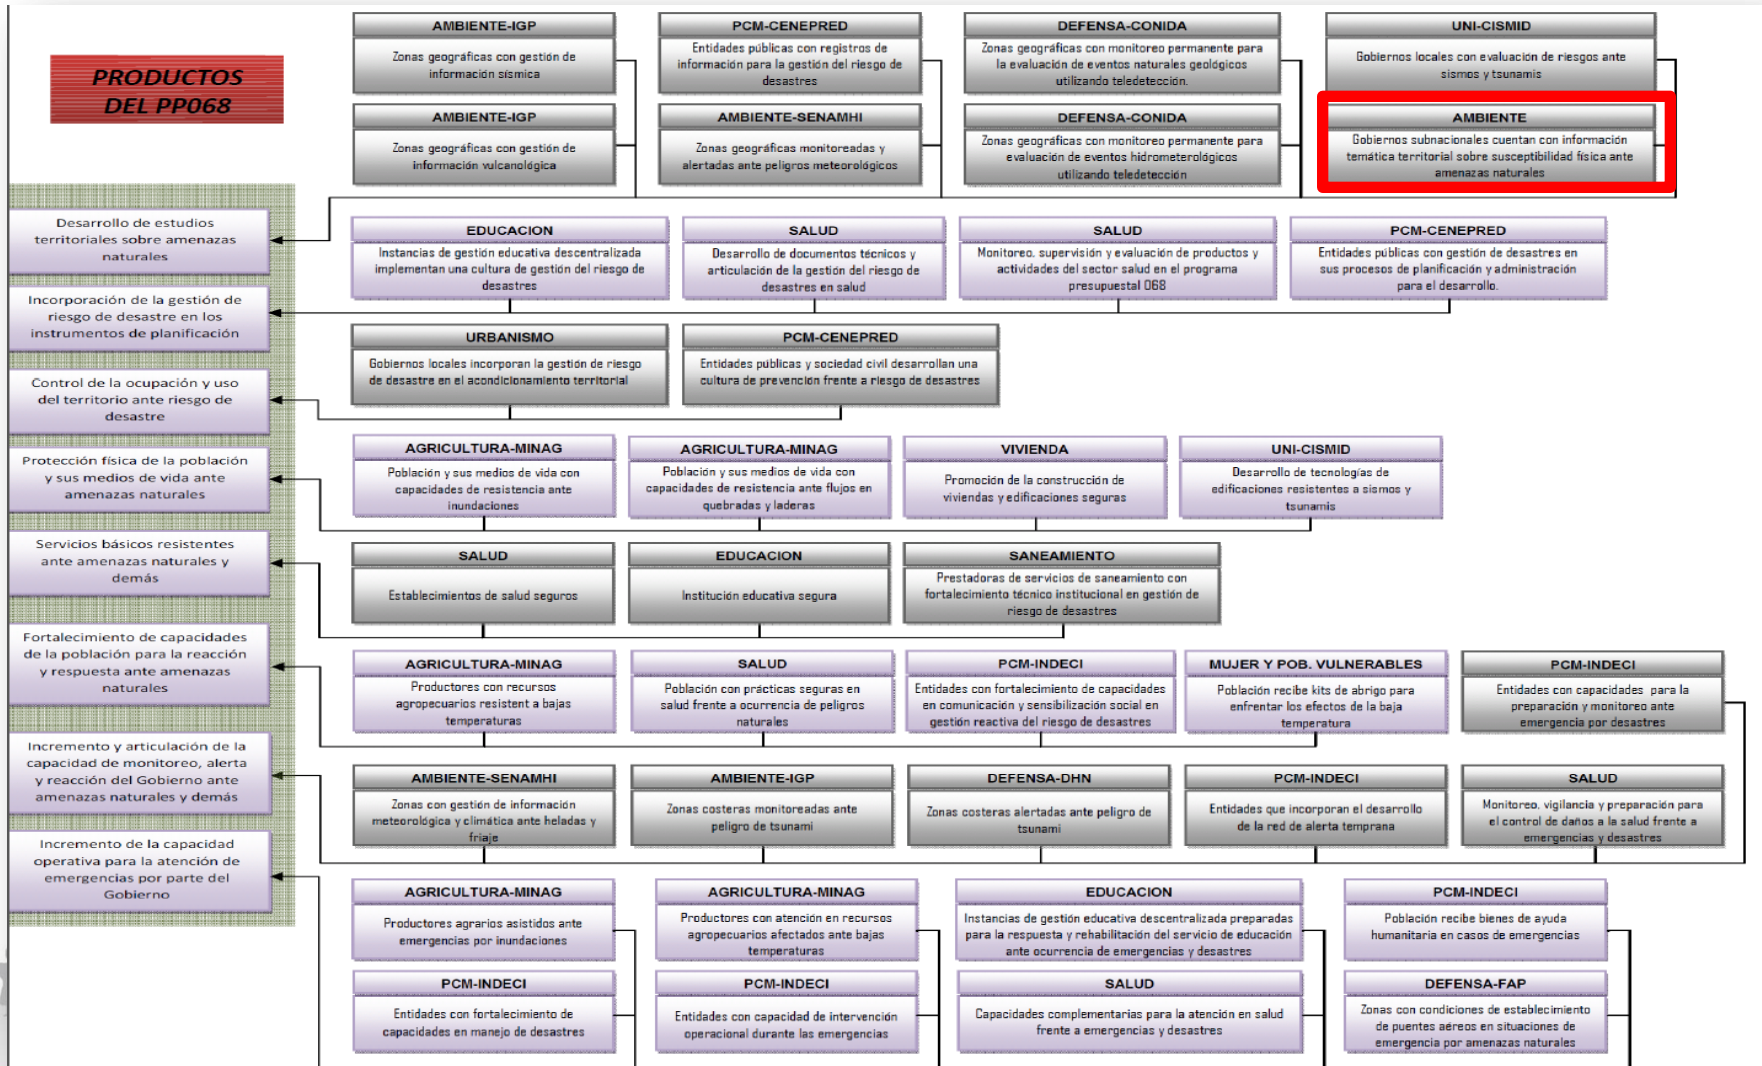 PRODUCTOS
DEL PP068
AMBIENTE-IGP
Zonas geográficas con gestión de
información sísmica
PCM-CENEPRED
Entidades públicas con registros de
información para la gestión del riesgo de
desastres
DEFENSA-CONIDA
Zonas geográficas con monitoreo permanente para
la evaluación de eventos naturales geológicos
utilizando teledetección.
UNI-CISMID
Gobiernos locales con evaluación de riesgos ante
sismos y tsunamis
AMBIENTE-IGP
Zonas geográficas con gestión de
información vulcanológica
AMBIENTE-SENAMHI
Zonas geográficas monitoreadas y
alertadas ante peligros meteorológicos
DEFENSA-CONIDA
Zonas geográficas con monitoreo permanente para
evaluación de eventos hidrometerológicos
utilizando teledetección
AMBIENTE
Gobiernos subnacionales cuentan con información
temática territorial sobre susceptibilidad física ante
amenazas naturales
Desarrollo de estudios
territoriales sobre amenazas
naturales
EDUCACION
Instancias de gestión educativa descentralizada
implementan una cultura de gestión del riesgo de
desastres
SALUD
Desarrollo de documentos técnicos y
articulación de la gestión del riesgo de
desastres en salud
SALUD
Monitoreo, supervisión y evaluación de productos y
actividades del sector salud en el programa
presupuestal 068
PCM-CENEPRED
Entidades públicas con gestión de desastres en
sus procesos de planificación y administración
para el desarrollo.
Incorporación de la gestión de
riesgo de desastre en los
instrumentos de planificación
URBANISMO
Gobiernos locales incorporan la gestión de riesgo
de desastre en el acondicionamiento territorial
PCM-CENEPRED
Entidades públicas y sociedad civil desarrollan una
cultura de prevención frente a riesgo de desastres
Control de la ocupación y uso
del territorio ante riesgo de
desastre
AGRICULTURA-MINAG
Población y sus medios de vida con
capacidades de resistencia ante
inundaciones
AGRICULTURA-MINAG
Población y sus medios de vida con
capacidades de resistencia ante flujos en
quebradas y laderas
VIVIENDA
Promoción de la construcción de
viviendas y edificaciones seguras
UNI-CISMID
Desarrollo de tecnologías de
edificaciones resistentes a sismos y
tsunamis
Protección física de la población
y sus medios de vida ante
amenazas naturales
SALUD
Establecimientos de salud seguros
EDUCACION
Institución educativa segura
SANEAMIENTO
Prestadoras de servicios de saneamiento con
fortalecimiento técnico institucional en gestión de
riesgo de desastres
Servicios básicos resistentes
ante amenazas naturales y
demás
AGRICULTURA-MINAG
Productores con recursos
agropecuarios resistent a bajas
temperaturas
SALUD
Población con prácticas seguras en
salud frente a ocurrencia de peligros
naturales
PCM-INDECI
Entidades con fortalecimiento de capacidades
en comunicación y sensibilización social en
gestión reactiva del riesgo de desastres
MUJER Y POB. VULNERABLES
Población recibe kits de abrigo para
enfrentar los efectos de la baja
temperatura
PCM-INDECI
Entidades con capacidades para la
preparación y monitoreo ante
emergencia por desastres
Fortalecimiento de capacidades
de la población para la reacción
y respuesta ante amenazas
naturales
AMBIENTE-SENAMHI
Zonas con gestión de información
meteorológica y climática ante heladas y
friaje
AMBIENTE-IGP
Zonas costeras monitoreadas ante
peligro de tsunami
DEFENSA-DHN
Zonas costeras alertadas ante peligro de
tsunami
PCM-INDECI
Entidades que incorporan el desarrollo
de la red de alerta temprana
SALUD
Monitoreo, vigilancia y preparación para
el control de daños a la salud frente a
emergencias y desastres
Incremento y articulación de la
capacidad de monitoreo, alerta
y reacción del Gobierno ante
amenazas naturales y demás
Incremento de la capacidad
operativa para la atención de
emergencias por parte del
Gobierno
AGRICULTURA-MINAG
Productores agrarios asistidos ante
emergencias por inundaciones
AGRICULTURA-MINAG
Productores con atención en recursos
agropecuarios afectados ante bajas
temperaturas
EDUCACION
Instancias de gestión educativa descentralizada preparadas
para la respuesta y rehabilitación del servicio de educación
ante ocurrencia de emergencias y desastres
PCM-INDECI
Población recibe bienes de ayuda
humanitaria en casos de emergencias
PCM-INDECI
Entidades con fortalecimiento de
capacidades en manejo de desastres
PCM-INDECI
Entidades con capacidad de intervención
operacional durante las emergencias
SALUD
Capacidades complementarias para la atención en salud
frente a emergencias y desastres
DEFENSA-FAP
Zonas con condiciones de establecimiento
de puentes aéreos en situaciones de
emergencia por amenazas naturales